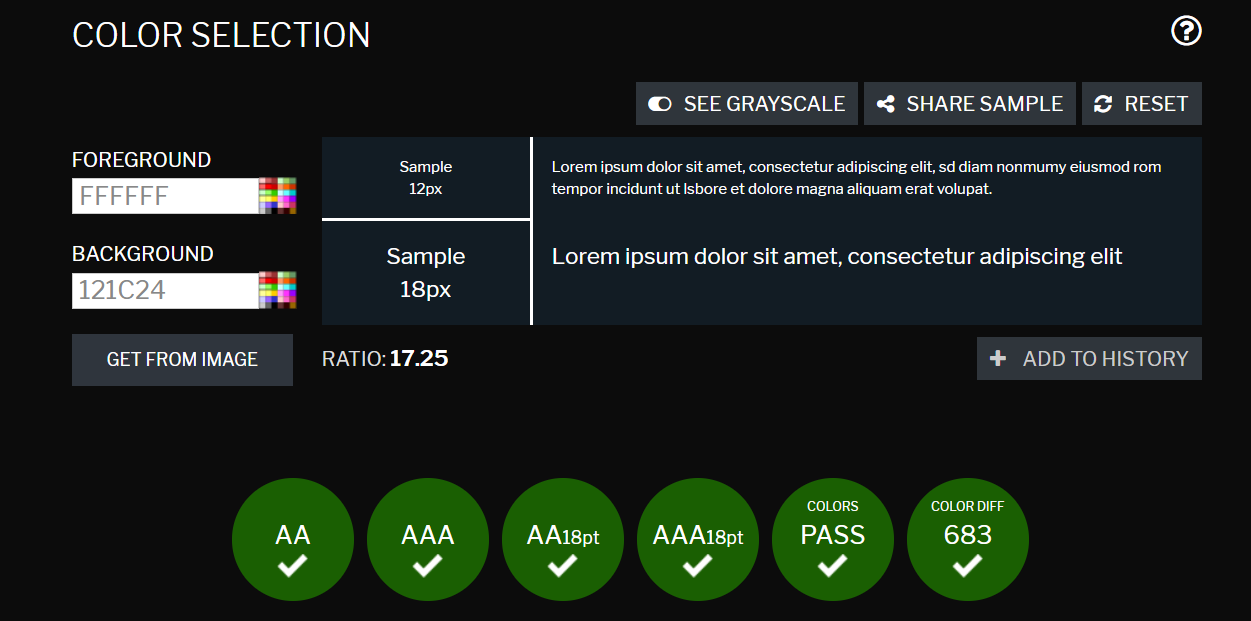 COLOR SELECTION
SEE GRAYSCALE
SHARE SAMPLE
RESET
FOREGROUND
FFFFFF
BACKGROUND
121C24
GET FROM IMAGE
Sample
12px
Lorem ipsum dolor sit amet, consectetur adipiscing elit, sd diam nonmumy eiusmod rom
tempor incidunt ut lsbore et dolore magna aliquam erat volupat.
Sample
18px
Lorem ipsum dolor sit amet, consectetur adipiscing elit
RATIO: 17.25
ADD TO HISTORY
AA
AAA
AA18pt
AAA18pt
COLORS
PASS
COLOR DIFF
683